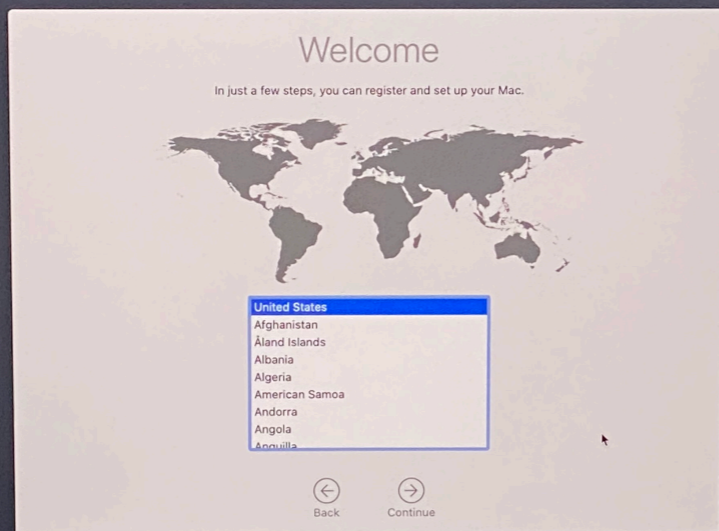 Welcome
In just a few steps, you can register and set up your Mac.
United States
Afghanistan
Åland Islands
Albania
Algeria
American Samoa
Andorra
Angola
Anguilla
Back
Continue